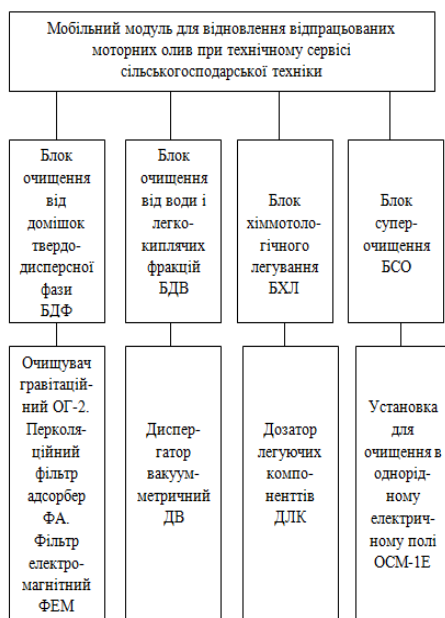 Мобільний модуль для відновлення відпрацьованих
моторних олив при технічному сервісі
сільськогосподарської техніки
Блок
очищення
від
домішок
твердо-
дисперсної
фази
БДФ
Блок
очищення
від води і
легко-
киплячих
фракцій
БДВ
Блок
хіммотоло-
гічного
легування
БХЛ
Блок
супер-
очищення
БСО
Очищувач
гравітацій-
ний ОГ-2.
Перколя-
ційний
фільтр
адсорбер
ФА.
Фільтр
електро-
магнітний
ФЕМ
Диспер-
гатор
вакуум-
метричний
ДВ
Дозатор
легуючих
компо-
ненттів
ДЛК
Установка
для
очищення в
однорід-
ному
електрич-
ному полі
ОСМ-1Е